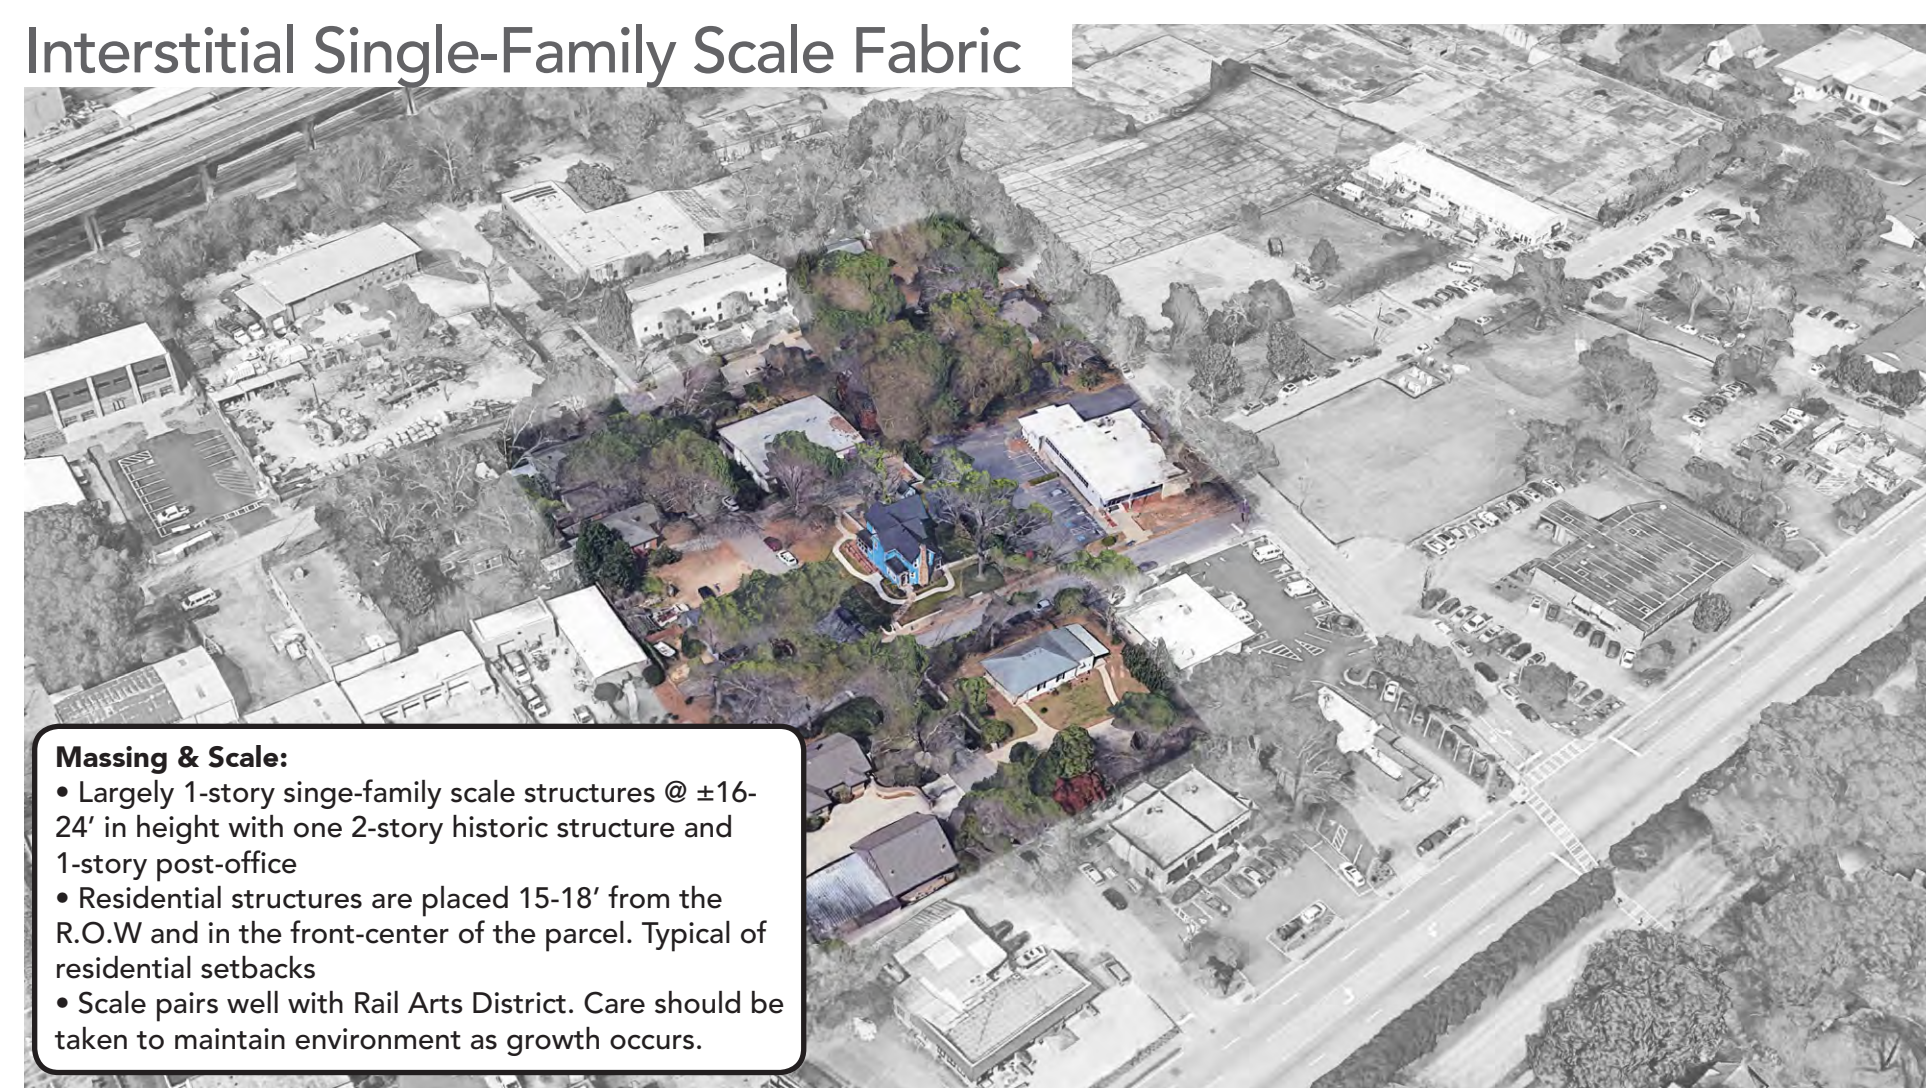 Interstitial Single-Family Scale Fabric
Massing & Scale:
• Largely 1-story singe-family scale structures @ ±16-
24’ in height with one 2-story historic structure and
1-story post-office
• Residential structures are placed 15-18’ from the
R.O.W and in the front-center of the parcel. Typical of
residential setbacks
• Scale pairs well with Rail Arts District. Care should be
taken to maintain environment as growth occurs.